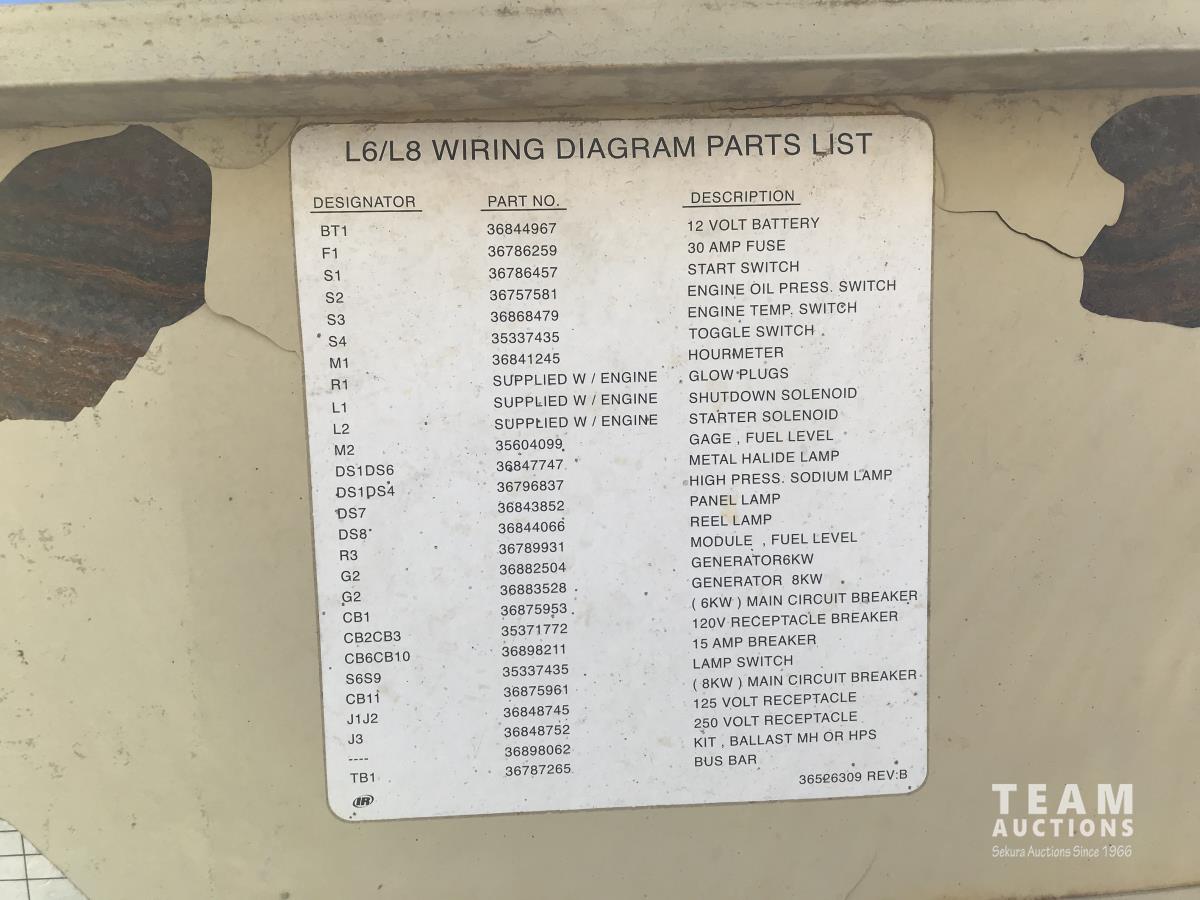 L6/L8 WIRING DIAGRAM PARTS LIST
DESIGNATOR PART NO. DESCRIPTION
BT1 36844967 12 VOLT BATTERY
F1 36786259 30 AMP FUSE
S1 36786457 START SWITCH
S2 36757581 ENGINE OIL PRESS. SWITCH
S3 36868479 ENGINE TEMP. SWITCH
S4 35337435 TOGGLE SWITCH
M1 36841245 HOURMETER
R1 SUPPLIED W / ENGINE GLOW PLUGS
L1 SUPPLIED W / ENGINE SHUTDOWN SOLENOID
L2 SUPPLIED W / ENGINE STARTER SOLENOID
M2 35604099 GAGE , FUEL LEVEL
DS1DS6 36847747 METAL HALIDE LAMP
DS1DS4 36796837 HIGH PRESS. SODIUM LAMP
DS7 36843852 PANEL LAMP
DS8 36844066 REEL LAMP
R3 36789931 MODULE , FUEL LEVEL
G2 36882504 GENERATOR6KW
G2 36883528 GENERATOR 8KW
CB1 36875953 ( 6KW ) MAIN CIRCUIT BREAKER
CB2CB3 35371772 120V RECEPTACLE BREAKER
CB6CB10 36898211 15 AMP BREAKER
S6S9 35337435 LAMP SWITCH
CB11 36875961 ( 8KW ) MAIN CIRCUIT BREAKER
J1J2 36848745 125 VOLT RECEPTACLE
J3 36848752 250 VOLT RECEPTACLE
---- 36898062 KIT , BALLAST MH OR HPS
TB1 36787265 BUS BAR
IR 36526309 REV:B
TEAM
AUCTIONS
Sekura Auctions Since 1966